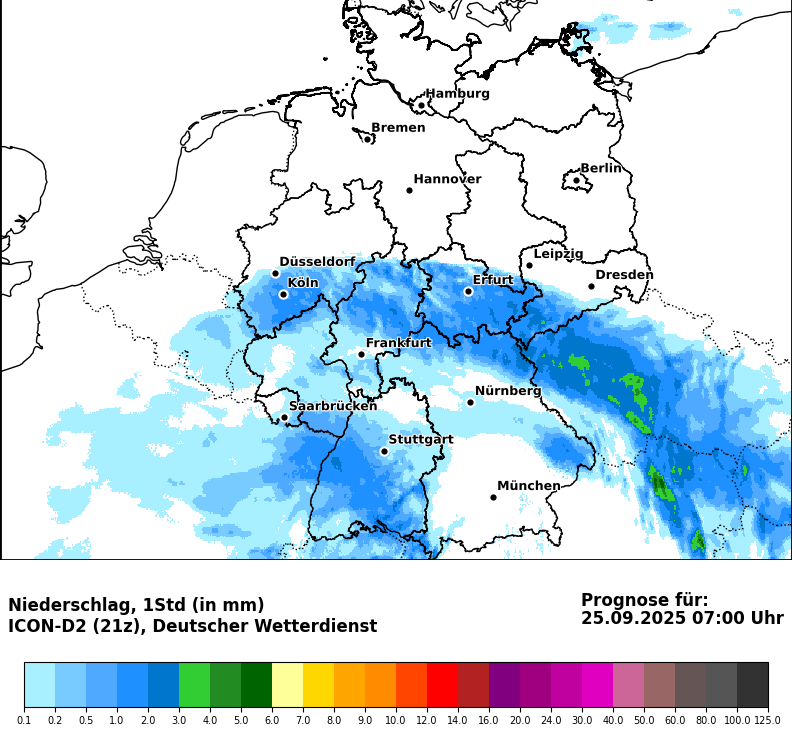 Hamburg
Bremen
Berlin
Hannover
Leipzig
Düsseldorf
Dresden
Köln
Erfurt
Frankfurt
Nürnberg
Saarbrücken
Stuttgart
München
Niederschlag, 1Std (in mm)
ICON-D2 (21z), Deutscher Wetterdienst
Prognose für:
25.09.2025 07:00 Uhr
0.1 0.2 0.5 1.0 2.0 3.0 4.0 5.0 6.0 7.0 8.0 9.0 10.0 12.0 14.0 16.0 20.0 24.0 30.0 40.0 50.0 60.0 80.0 100.0 125.0